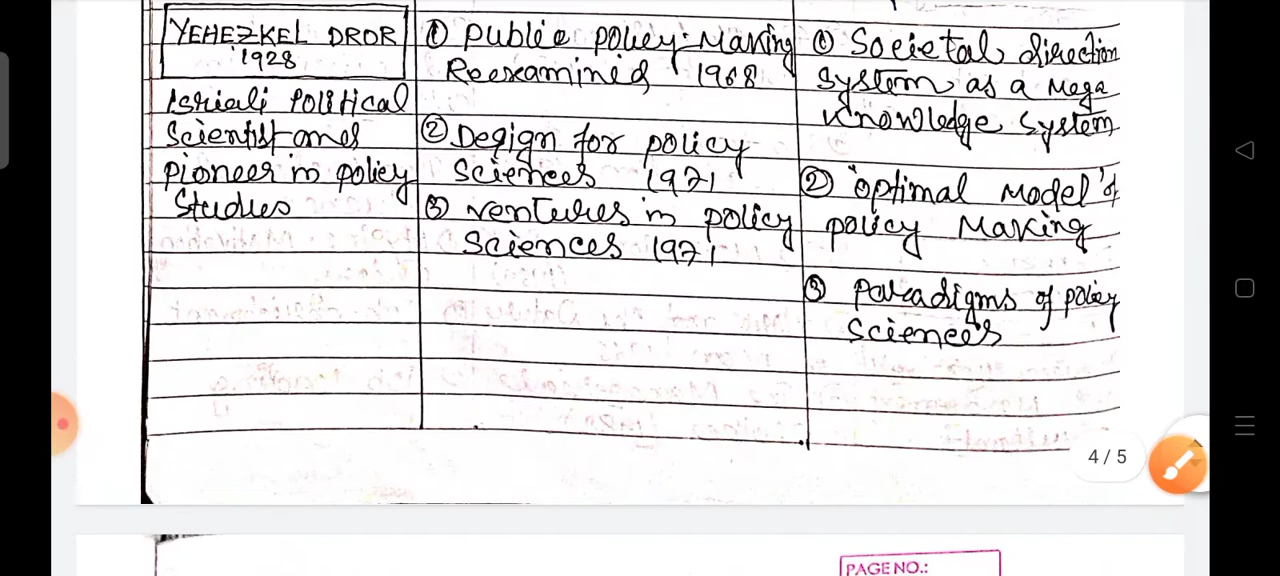 YEHEZKEL DROR
1928
Isriali Political
Scientist and
Pioneer in policy
Studies
① Public policy-Making
Reexamined 1968
② Design for policy
Sciences 1971
③ Ventures in policy
Sciences 1971
① Societal direction
System as a Mega
Knowledge System
② "Optimal Model" of
policy Making
③ Paradigms of policy
Sciences
4 / 5
PAGE NO.: